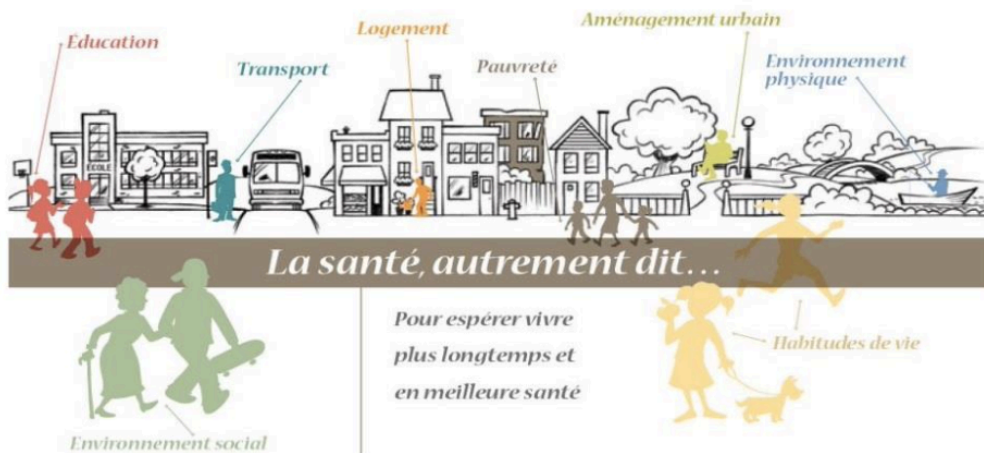 Éducation
Transport
Logement
Pauvreté
Aménagement urbain
Environnement
physique
ÉCOLE
La santé, autrement dit...
Pour espérer vivre
plus longtemps et
en meilleure santé
Habitudes de vie
Environnement social